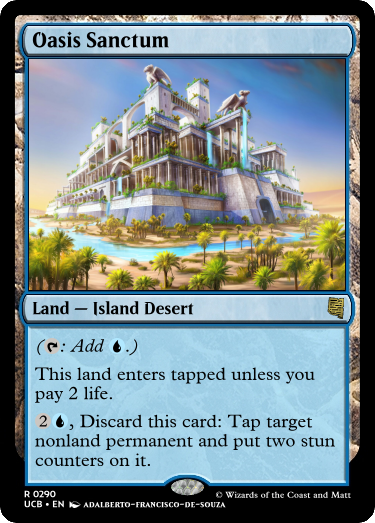 Oasis Sanctum
Land — Island Desert
(: Add .)
This land enters tapped unless you
pay 2 life.
2, Discard this card: Tap target
nonland permanent and put two stun
counters on it.
R 0290
© Wizards of the Coast and Matt
UCB • EN ADALBERTO-FRANCISCO-DE-SOUZA